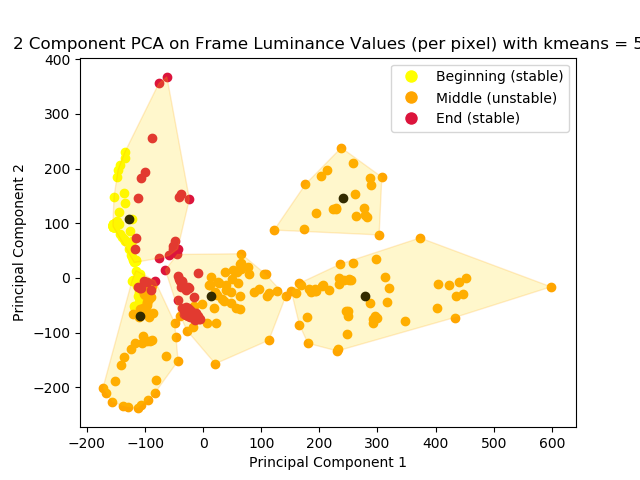 2 Component PCA on Frame Luminance Values (per pixel) with kmeans = 5
400
300
200
100
0
−100
−200
Principal Component 2
Beginning (stable)
Middle (unstable)
End (stable)
−200 −100 0 100 200 300 400 500 600
Principal Component 1